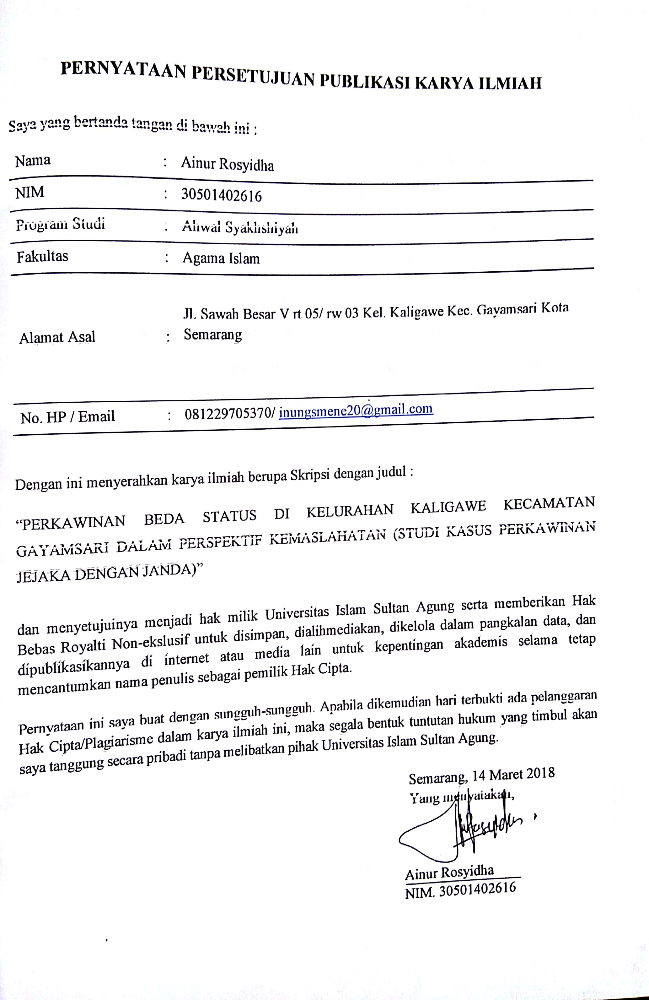 PERNYATAAN PERSETUJUAN PUBLIKASI KARYA ILMIAH
Saya yang bertanda tangan di bawah ini :
Nama : Ainur Rosyidha
NIM : 30501402616
Program Studi : Ahwal Syakhshiyah
Fakultas : Agama Islam
Jl. Sawah Besar V rt 05/ rw 03 Kel. Kaligawe Kec. Gayamsari Kota
Alamat Asal : Semarang
No. HP / Email : 081229705370/ inungsmene20@gmail.com
Dengan ini menyerahkan karya ilmiah berupa Skripsi dengan judul :
“PERKAWINAN BEDA STATUS DI KELURAHAN KALIGAWE KECAMATAN
GAYAMSARI DALAM PERSPEKTIF KEMASLAHATAN (STUDI KASUS PERKAWINAN
JEJAKA DENGAN JANDA)”
dan menyetujuinya menjadi hak milik Universitas Islam Sultan Agung serta memberikan Hak
Bebas Royalti Non-ekslusif untuk disimpan, dialihmediakan, dikelola dalam pangkalan data, dan
dipublikasikannya di internet atau media lain untuk kepentingan akademis selama tetap
mencantumkan nama penulis sebagai pemilik Hak Cipta.
Pernyataan ini saya buat dengan sungguh-sungguh. Apabila dikemudian hari terbukti ada pelanggaran
Hak Cipta/Plagiarisme dalam karya ilmiah ini, maka segala bentuk tuntutan hukum yang timbul akan
saya tanggung secara pribadi tanpa melibatkan pihak Universitas Islam Sultan Agung.
Semarang, 14 Maret 2018
Yang menyatakan,
Ainur Rosyidha
NIM. 30501402616